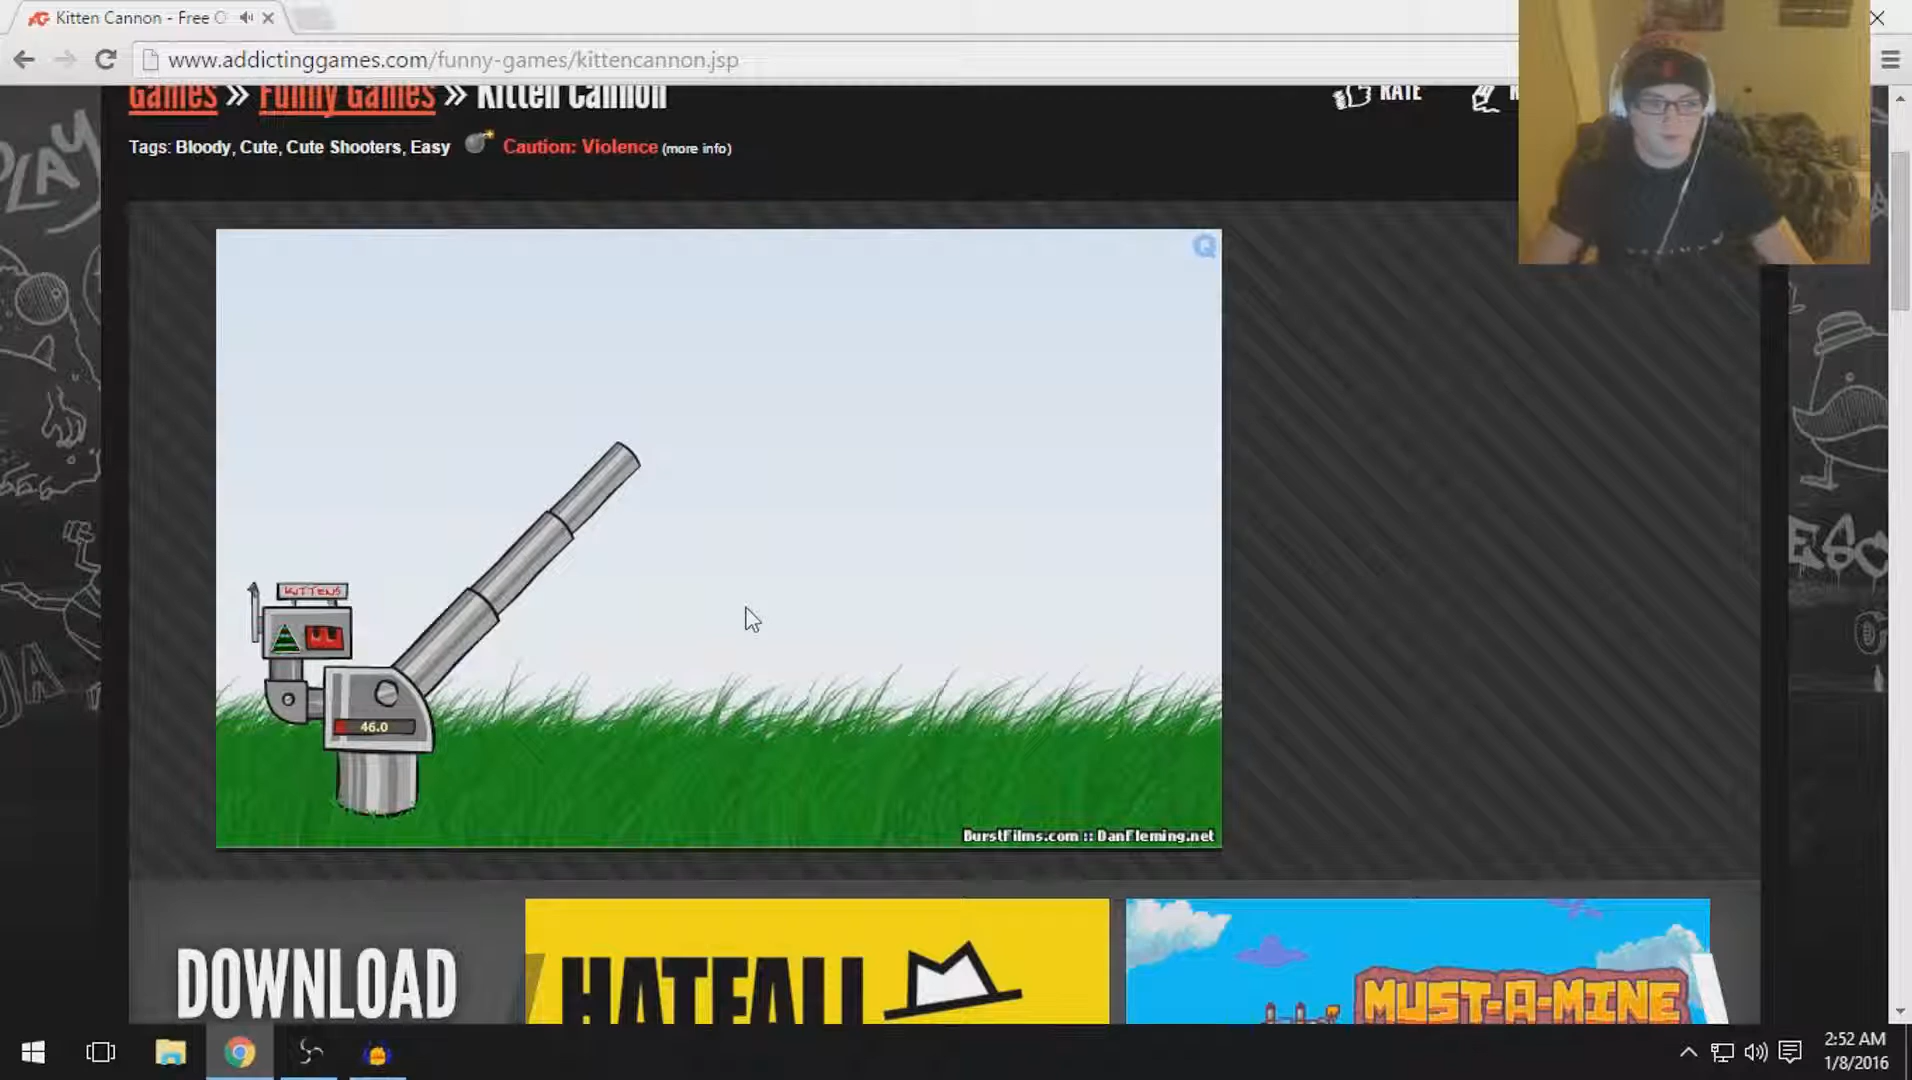 Kitten Cannon - Free O
www.addictinggames.com/funny-games/kittencannon.jsp
Games » Funny Games » Kitten Cannon
RATE
Tags: Bloody, Cute, Cute Shooters, Easy
Caution: Violence (more info)
PLAY
KITTENS
46.0
BurstFilms.com :: DanFleming.net
DOWNLOAD
HATFALL
MUST-A-MINE
2:52 AM
1/8/2016